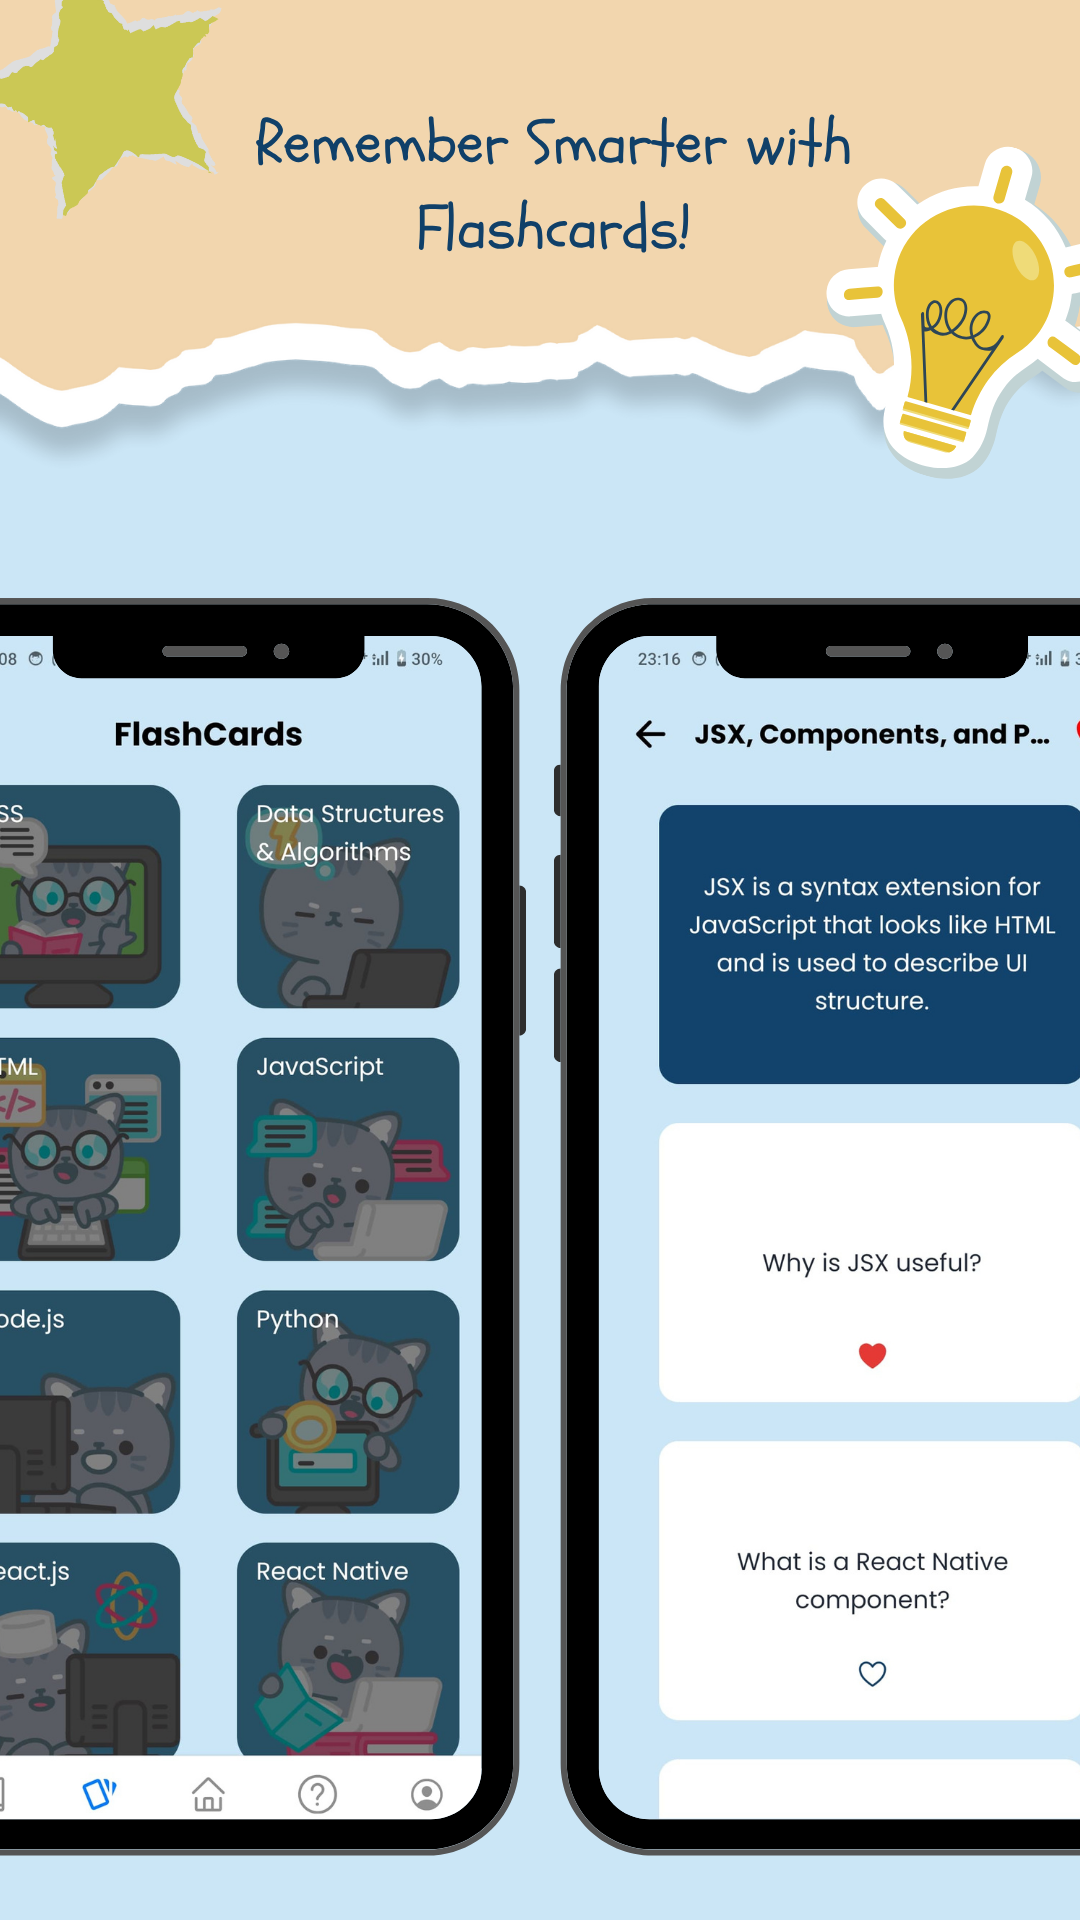 Remember Smarter with
Flashcards!
08
30%
FlashCards
SS
Data Structures
& Algorithms
TML
</>
JavaScript
ode.js
Python
eact.js
React Native
23:16
3
JSX, Components, and P...
JSX is a syntax extension for
JavaScript that looks like HTML
and is used to describe UI
structure.
Why is JSX useful?
What is a React Native
component?